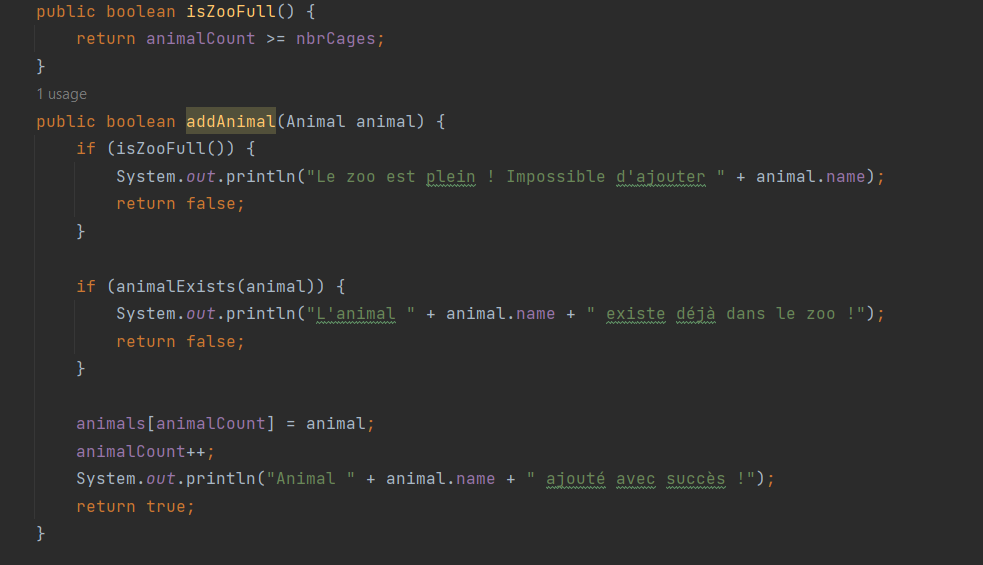 public boolean isZooFull() {
    return animalCount >= nbrCages;
}
1 usage
public boolean addAnimal(Animal animal) {
    if (isZooFull()) {
        System.out.println("Le zoo est plein ! Impossible d'ajouter " + animal.name);
        return false;
    }

    if (animalExists(animal)) {
        System.out.println("L'animal " + animal.name + " existe déjà dans le zoo !");
        return false;
    }

    animals[animalCount] = animal;
    animalCount++;
    System.out.println("Animal " + animal.name + " ajouté avec succès !");
    return true;
}